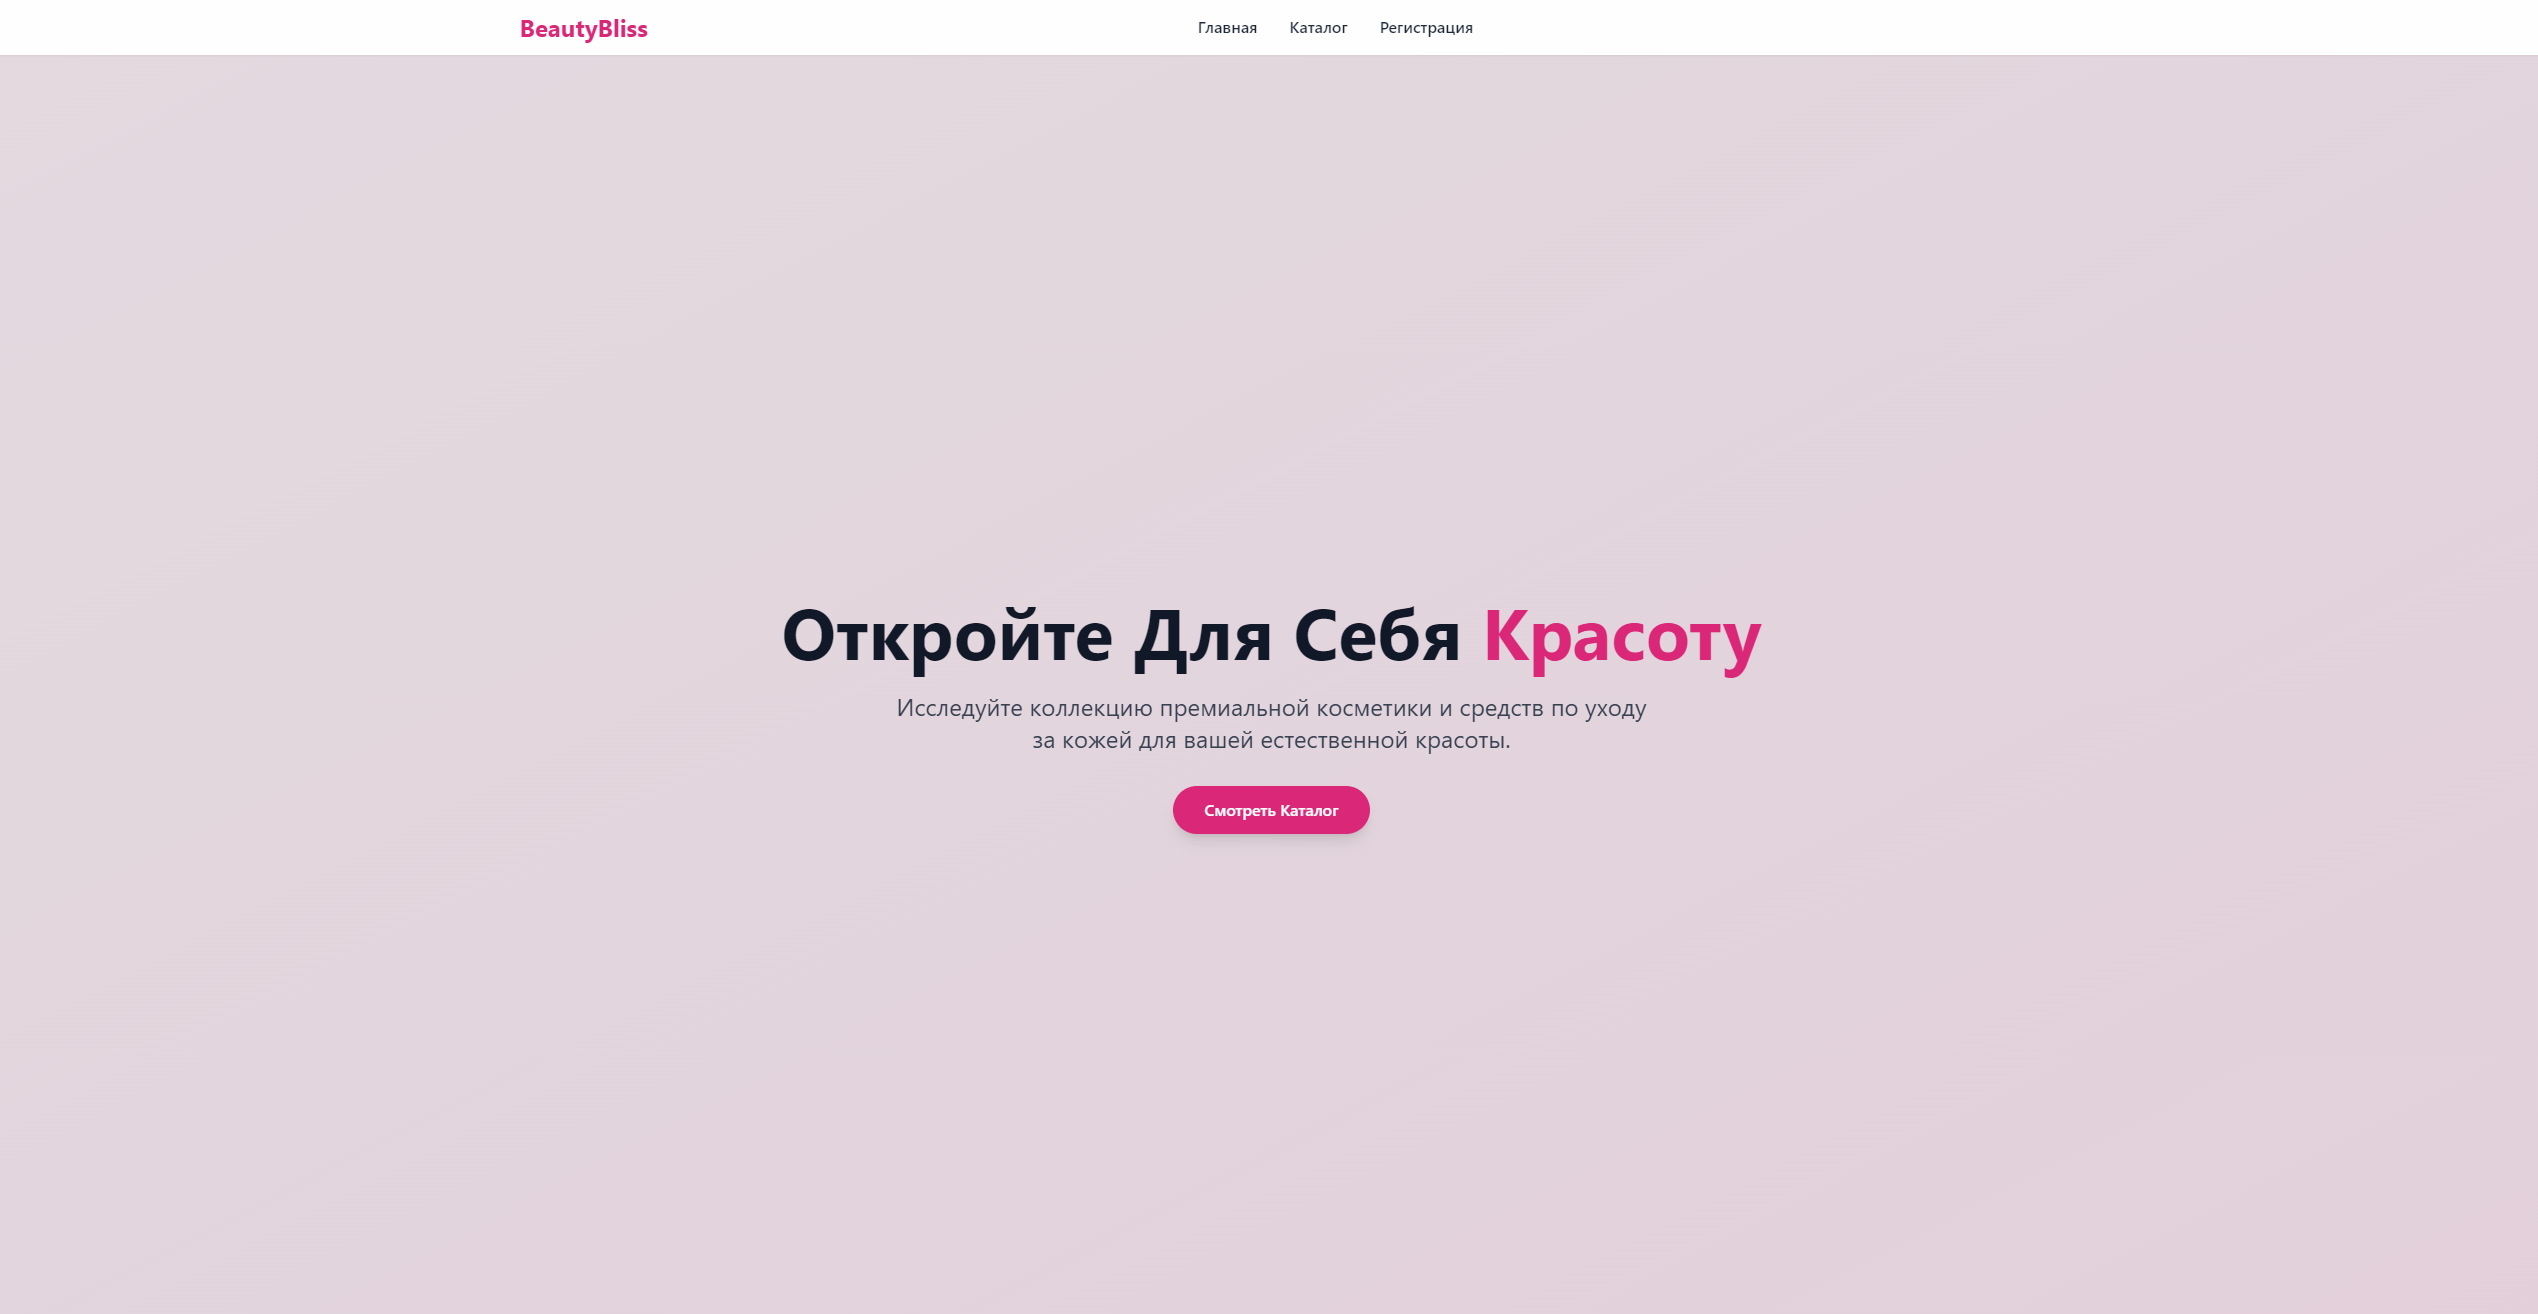 BeautyBliss
Главная
Каталог
Регистрация
Откройте Для Себя Красоту
Исследуйте коллекцию премиальной косметики и средств по уходу
за кожей для вашей естественной красоты.
Смотреть Каталог